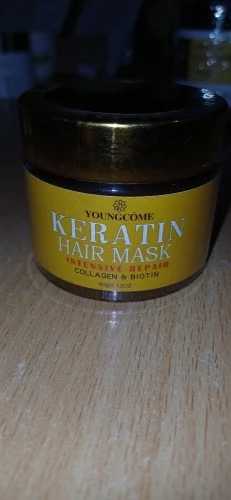 YOUNGCOME
KERATIN
HAIR MASK
INTENSIVE REPAIR
COLLAGEN & BIOTIN